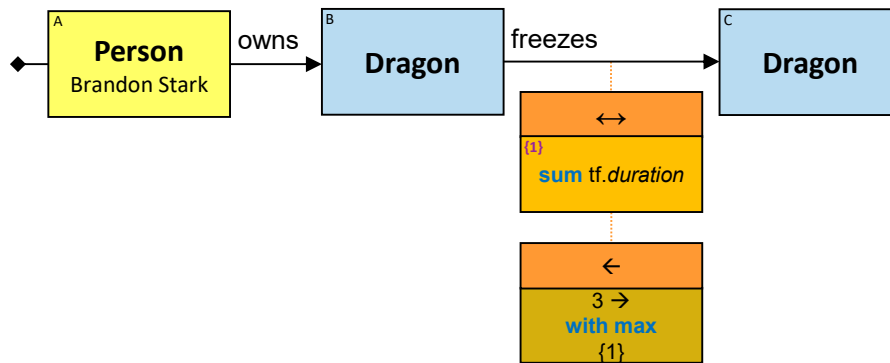 A
Person
Brandon Stark
owns
B
Dragon
freezes
C
Dragon
↔
{1}
sum tf.duration
←
3 →
with max
{1}